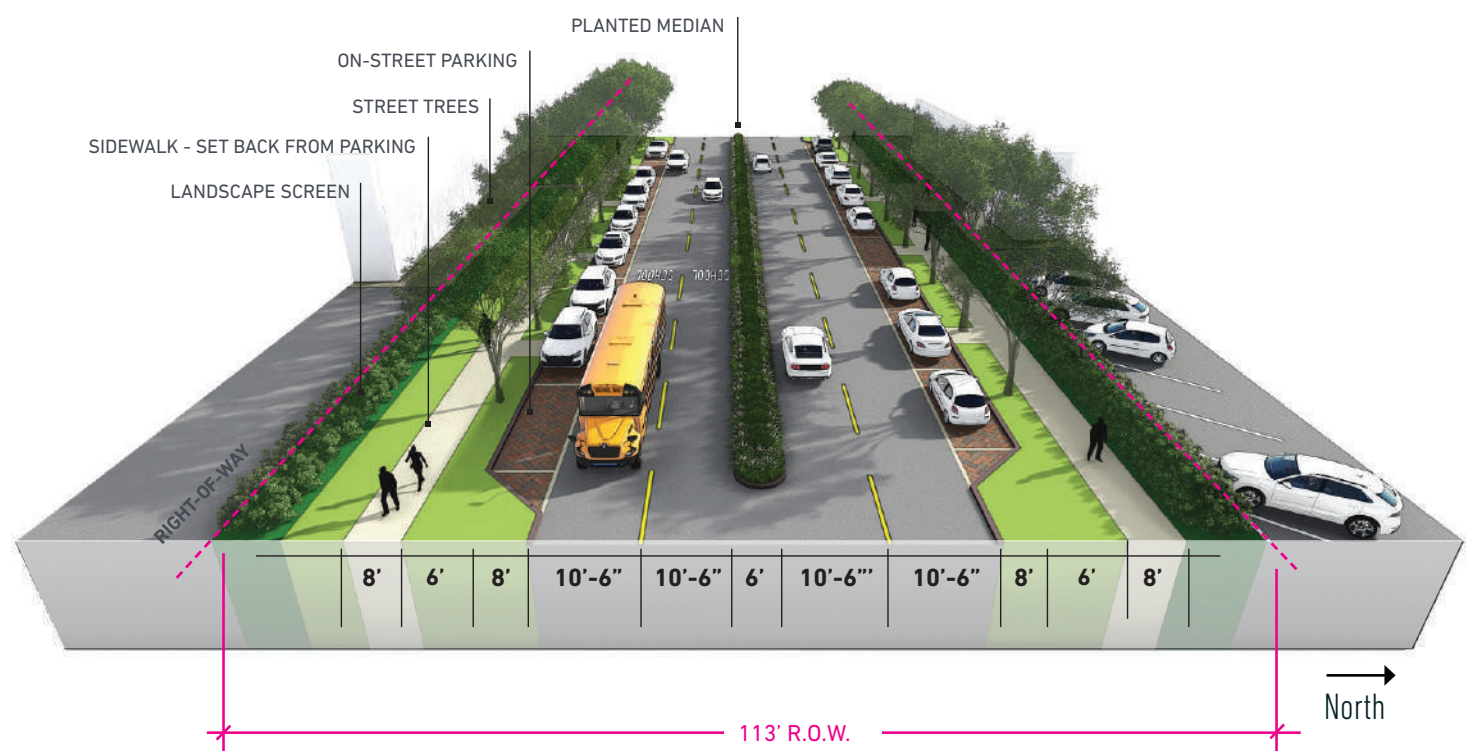 PLANTED MEDIAN
ON-STREET PARKING
STREET TREES
SIDEWALK - SET BACK FROM PARKING
LANDSCAPE SCREEN
RIGHT-OF-WAY
8' 6' 8' 10'-6” 10'-6” 6' 10'-6”' 10'-6” 8' 6' 8'
North
113' R.O.W.